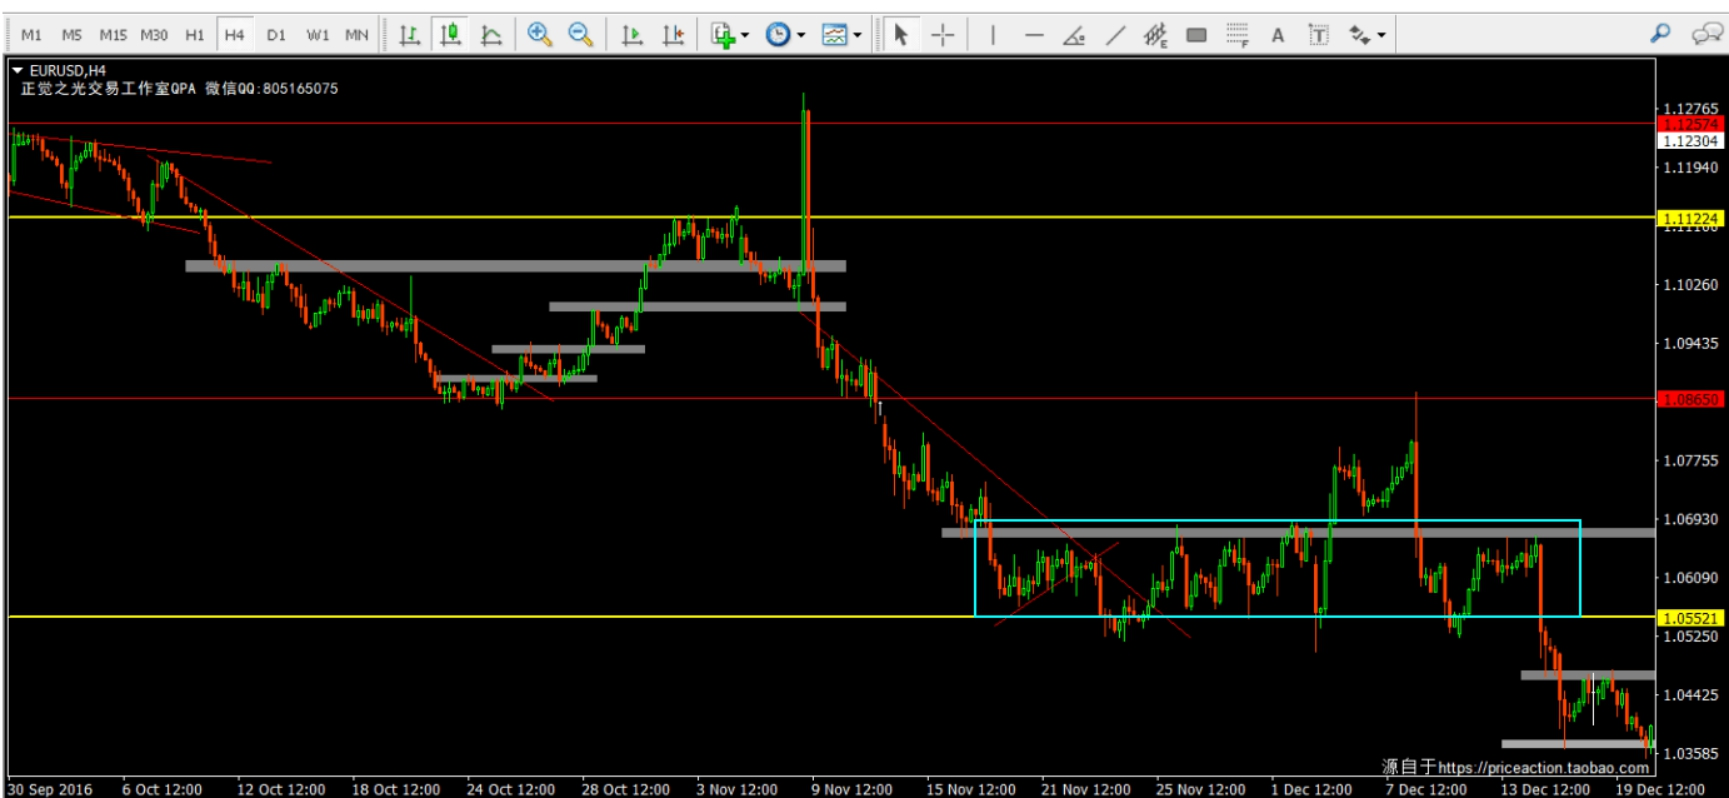 M1 M5 M15 M30 H1 H4 D1 W1 MN
E F A T
EURUSD,H4
正觉之光交易工作室QPA 微信QQ:805165075
1.12765
1.12574
1.12304
1.11940
1.11224
1.10260
1.09435
1.08650
1.07755
1.06930
1.06090
1.05521
1.05250
1.04425
1.03585
源自于https://priceaction.taobao.com
30 Sep 2016 6 Oct 12:00 12 Oct 12:00 18 Oct 12:00 24 Oct 12:00 28 Oct 12:00 3 Nov 12:00 9 Nov 12:00 15 Nov 12:00 21 Nov 12:00 25 Nov 12:00 1 Dec 12:00 7 Dec 12:00 13 Dec 12:00 19 Dec 12:00